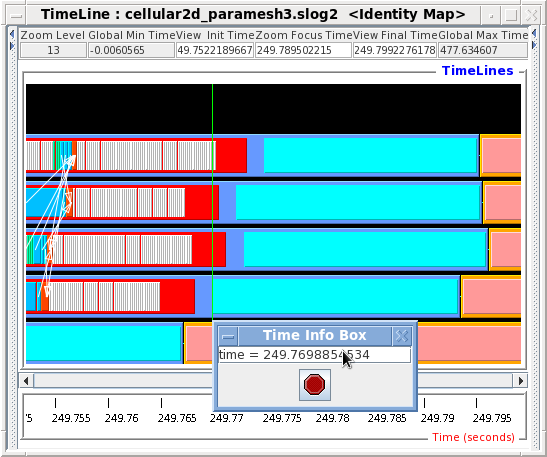 TimeLine : cellular2d_paramesh3.slog2 <Identity Map>
Zoom Level Global Min Time View Init Time Zoom Focus Time View Final Time Global Max Time
13 -0.0060565 49.7522189667 249.789502215 249.7992276178 477.634607
TimeLines
Time Info Box
time = 249.7698854534
'5 249.755 249.76 249.765 249.77 249.775 249.78 249.785 249.79 249.795
Time (seconds)